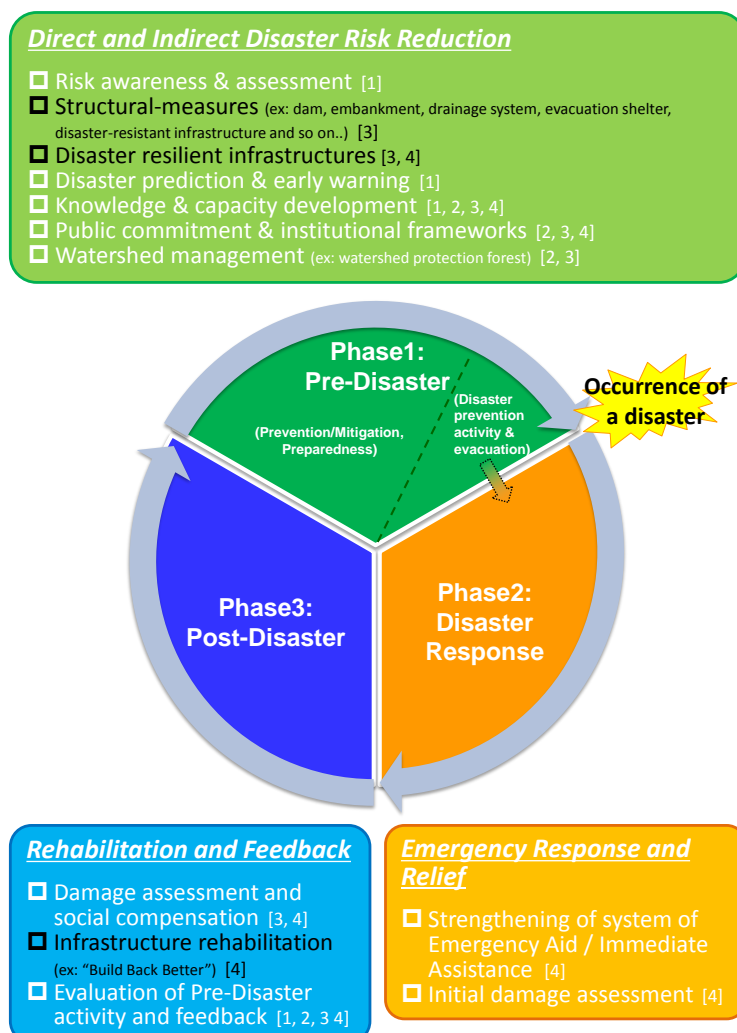 Direct and Indirect Disaster Risk Reduction
Risk awareness & assessment [1]
Structural-measures (ex: dam, embankment, drainage system, evacuation shelter,
disaster-resistant infrastructure and so on..) [3]
Disaster resilient infrastructures [3, 4]
Disaster prediction & early warning [1]
Knowledge & capacity development [1, 2, 3, 4]
Public commitment & institutional frameworks [2, 3, 4]
Watershed management (ex: watershed protection forest) [2, 3]
Phase1:
Pre-Disaster
(Prevention/Mitigation,
Preparedness)
(Disaster
prevention
activity &
evacuation)
Occurrence of
a disaster
Phase2:
Disaster
Response
Phase3:
Post-Disaster
Rehabilitation and Feedback
Damage assessment and
social compensation [3, 4]
Infrastructure rehabilitation
(ex: “Build Back Better”) [4]
Evaluation of Pre-Disaster
activity and feedback [1, 2, 3 4]
Emergency Response and
Relief
Strengthening of system of
Emergency Aid / Immediate
Assistance [4]
Initial damage assessment [4]